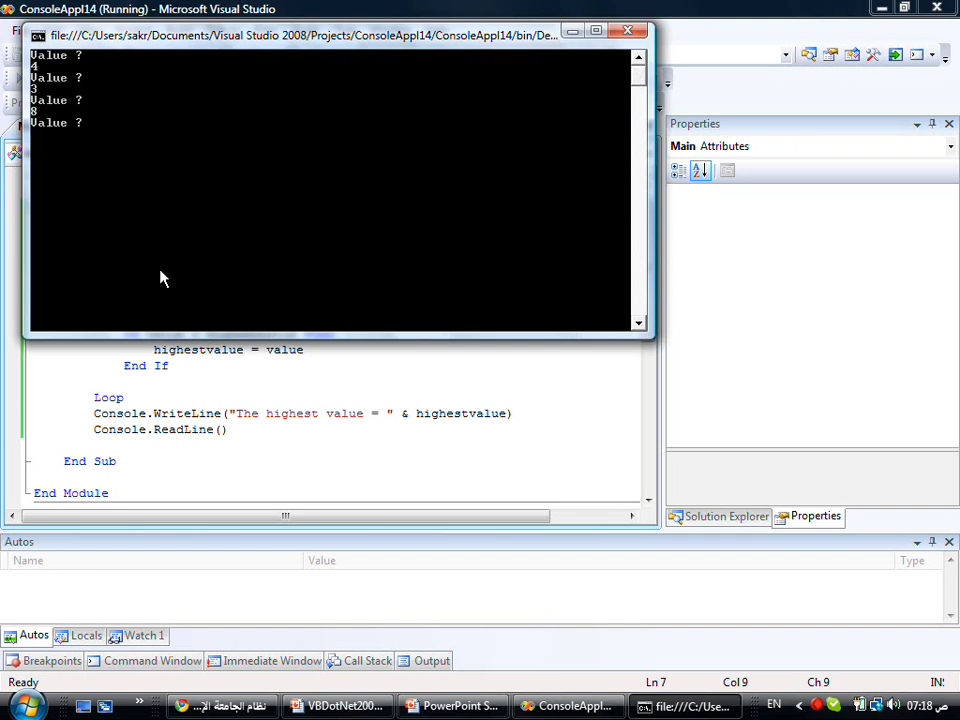 ConsoleAppl14 (Running) - Microsoft Visual Studio
file:///C:/Users/sakr/Documents/Visual Studio 2008/Projects/ConsoleAppl14/ConsoleAppl14/bin/De...
Value ?
4
Value ?
3
Value ?
8
Value ?
highestvalue = value
End If
Loop
Console.WriteLine("The highest value = " & highestvalue)
Console.ReadLine()
End Sub
End Module
Properties
Main Attributes
Solution Explorer
Properties
Autos
Name Value Type
Autos Locals Watch 1
Breakpoints Command Window Immediate Window Call Stack Output
Ready Ln 7 Col 9 Ch 9 INS
نظام الجامعة الإ... VBDotNet200... PowerPoint S... ConsoleAppl... file:///C:/Use... EN 07:18 ص